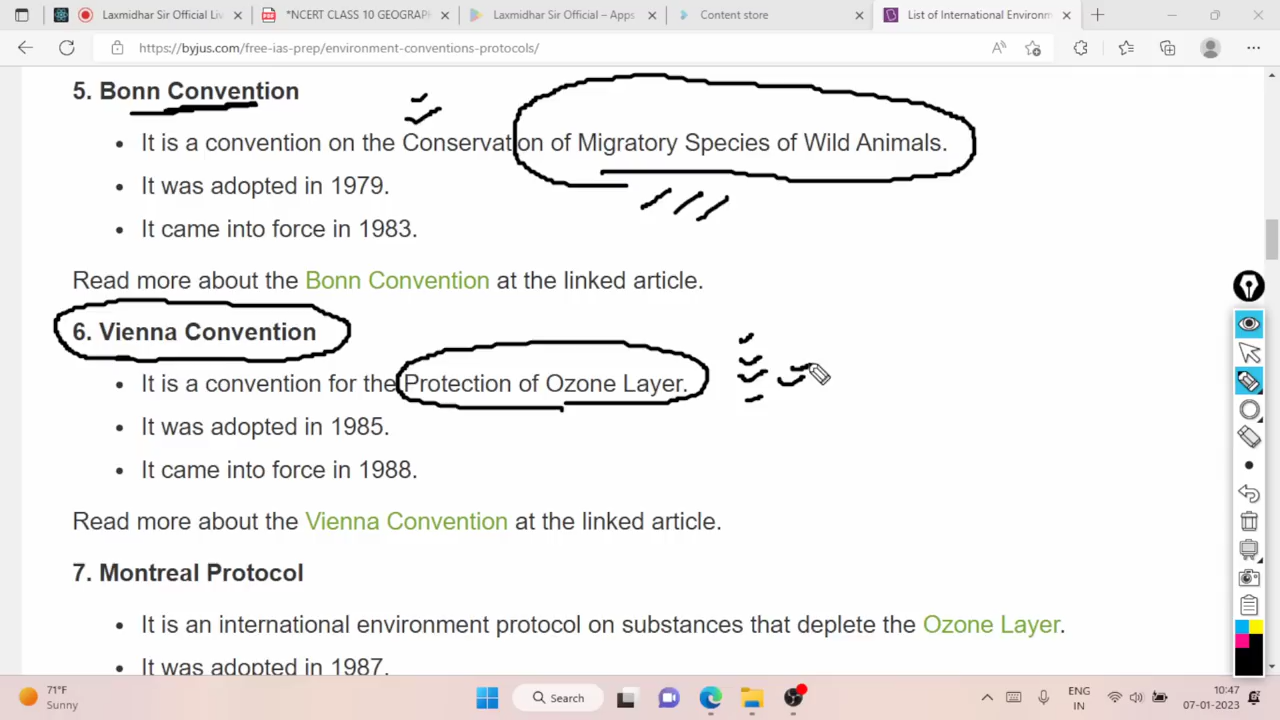 Laxmidhar Sir Official Liv
*NCERT CLASS 10 GEOGRAP
Laxmidhar Sir Official – Apps
Content store
List of International Environm
https://byjus.com/free-ias-prep/environment-conventions-protocols/
5. Bonn Convention
• It is a convention on the Conservation of Migratory Species of Wild Animals.
• It was adopted in 1979.
• It came into force in 1983.
Read more about the Bonn Convention at the linked article.
6. Vienna Convention
• It is a convention for the Protection of Ozone Layer.
• It was adopted in 1985.
• It came into force in 1988.
Read more about the Vienna Convention at the linked article.
7. Montreal Protocol
• It is an international environment protocol on substances that deplete the Ozone Layer.
• It was adopted in 1987.
71°F
Sunny
Search
ENG
IN
10:47
07-01-2023